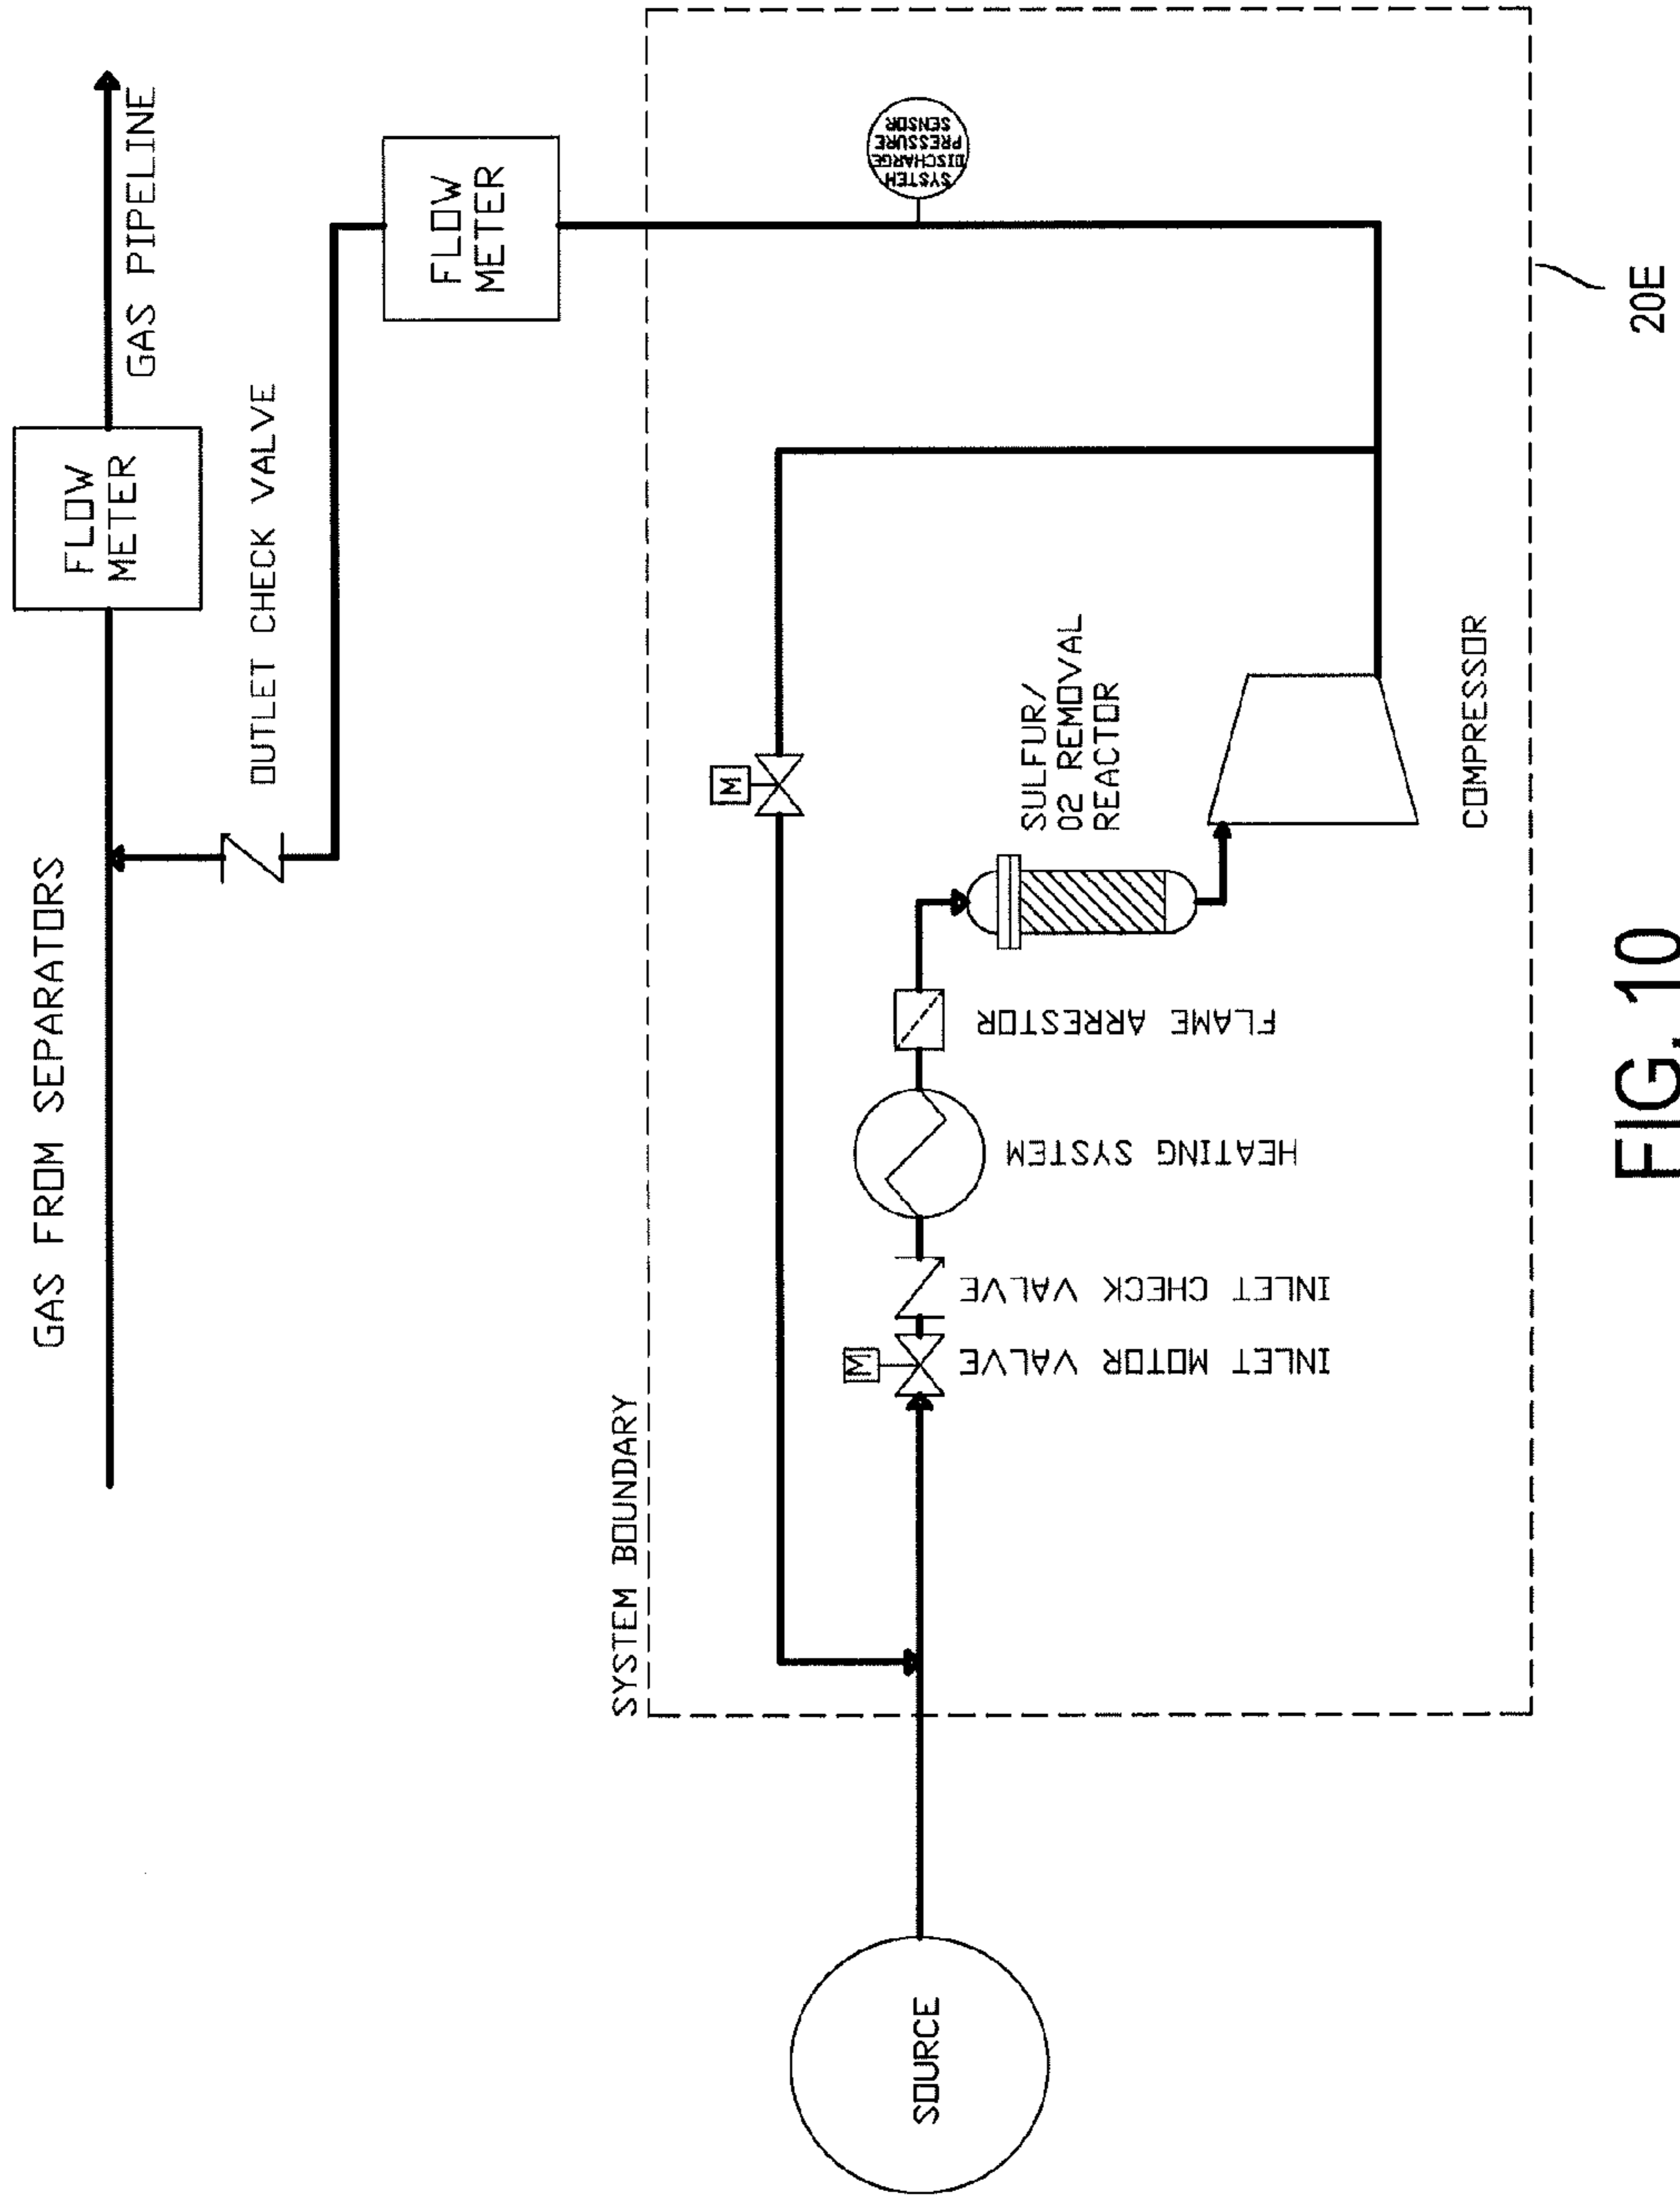 GAS FROM SEPARATORS
FLOW
METER
GAS PIPELINE
OUTLET CHECK VALVE
FLOW
METER
SYSTEM BOUNDARY
M
SYSTEM
DISCHARGE
PRESSURE
SENSOR
SOURCE
M
INLET MOTOR VALVE
INLET CHECK VALVE
HEATING SYSTEM
FLAME ARRESTOR
SULFUR/
O2 REMOVAL
REACTOR
COMPRESSOR
20E
FIG. 10